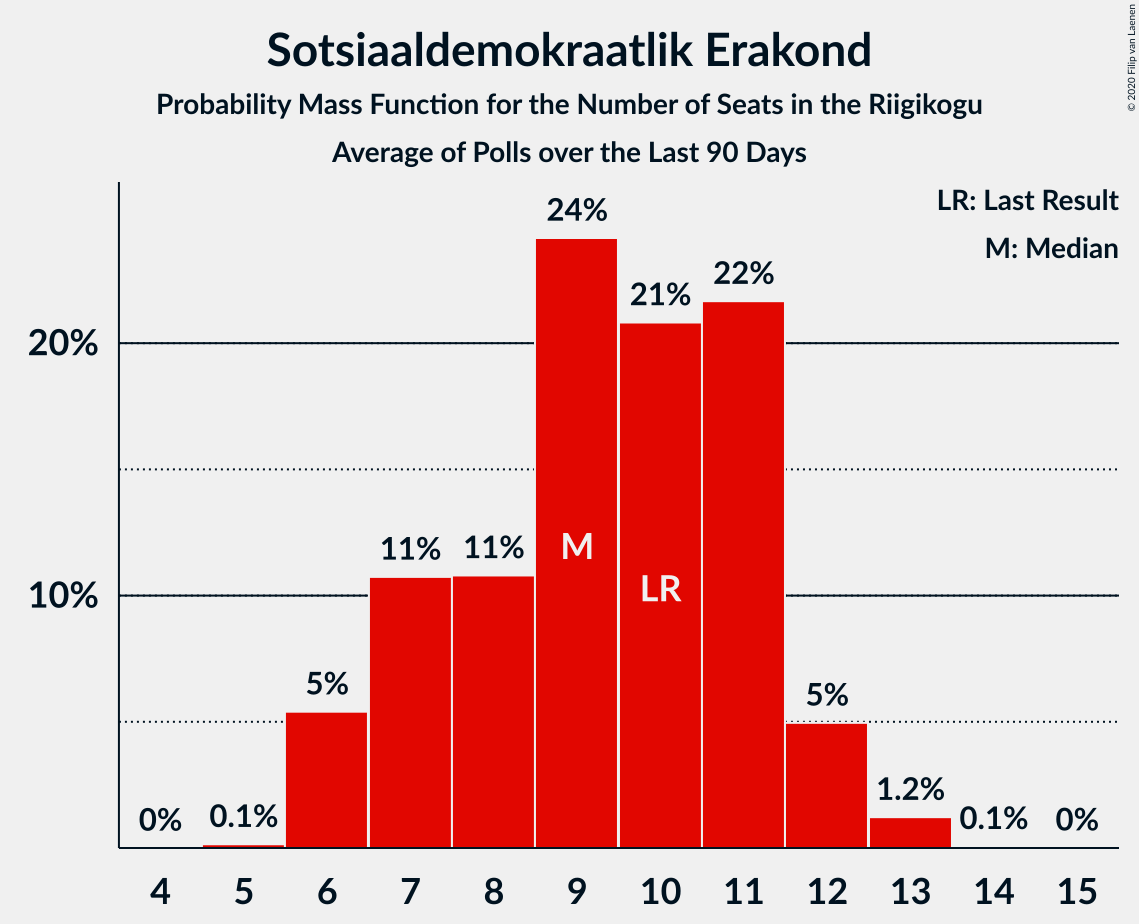 Sotsiaaldemokraatlik Erakond
Probability Mass Function for the Number of Seats in the Riigikogu
Average of Polls over the Last 90 Days
© 2020 Filip van Laenen
LR: Last Result
M: Median
24%
22%
21%
20%
11%
11%
M
LR
10%
5%
5%
1.2%
0%
0.1%
0.1%
0%
4 5 6 7 8 9 10 11 12 13 14 15